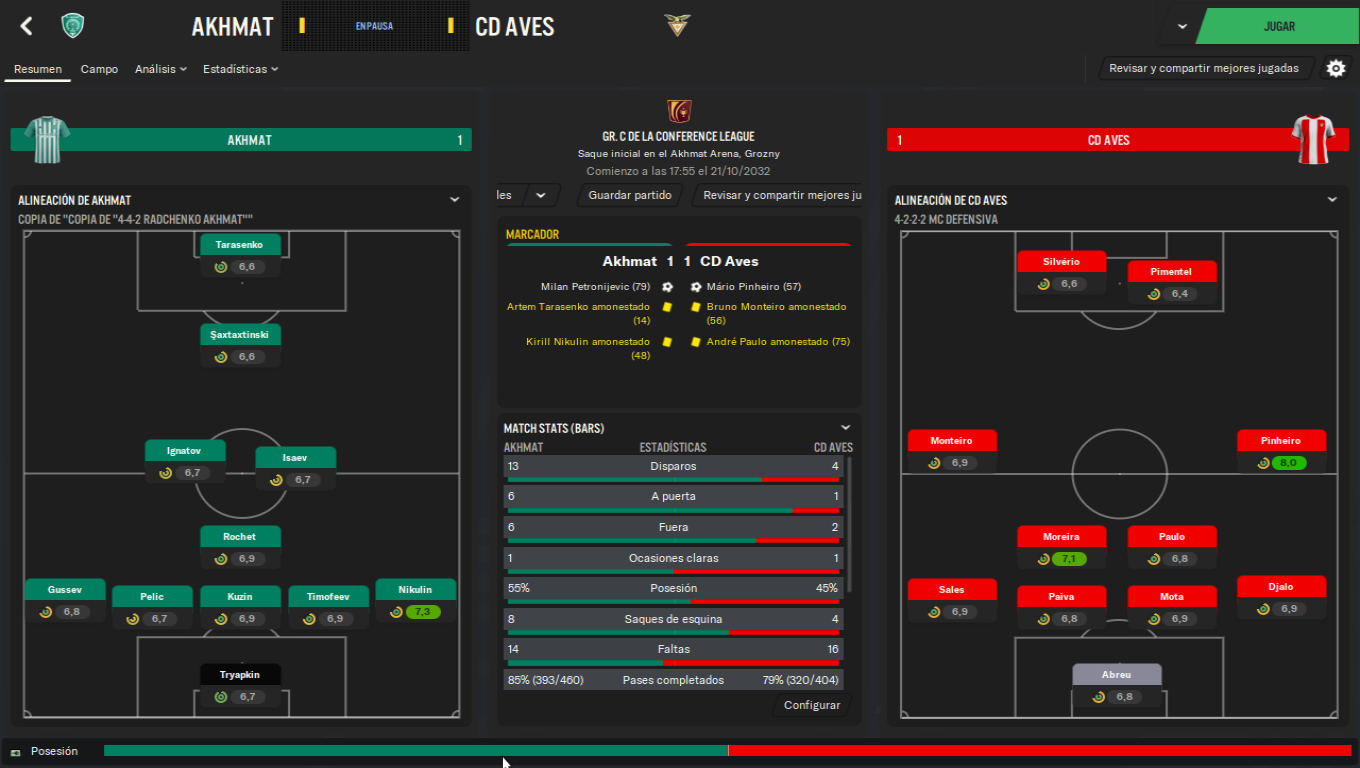 AKHMAT
EN PAUSA
CD AVES
JUGAR
Resumen
Campo
Análisis
Estadísticas
Revisar y compartir mejores jugadas
AKHMAT 1
ALINEACIÓN DE AKHMAT
COPIA DE "COPIA DE "4-4-2 RADCHENKO AKHMAT""
Tarasenko
6,6
Şaxtaxtinski
6,6
Ignatov
6,7
Isaev
6,7
Rochet
6,9
Gussev
6,8
Pelic
6,7
Kuzin
6,9
Timofeev
6,9
Nikulin
7,3
Tryapkin
6,7
GR. C DE LA CONFERENCE LEAGUE
Saque inicial en el Akhmat Arena, Grozny
Comienzo a las 17:55 el 21/10/2032
les
Guardar partido
Revisar y compartir mejores ju
MARCADOR
Akhmat 1 1 CD Aves
Milan Petronijevic (79)
Mário Pinheiro (57)
Artem Tarasenko amonestado
(14)
Bruno Monteiro amonestado
(56)
Kirill Nikulin amonestado
(48)
André Paulo amonestado (75)
MATCH STATS (BARS)
AKHMAT ESTADÍSTICAS CD AVES
13 Disparos 4
6 A puerta 1
6 Fuera 2
1 Ocasiones claras 1
55% Posesión 45%
8 Saques de esquina 4
14 Faltas 16
85% (393/460) Pases completados 79% (320/404)
Configurar
1 CD AVES
ALINEACIÓN DE CD AVES
4-2-2-2 MC DEFENSIVA
Silvério
6,6
Pimentel
6,4
Monteiro
6,9
Pinheiro
8,0
Moreira
7,1
Paulo
6,8
Sales
6,9
Paiva
6,8
Mota
6,9
Djalo
6,9
Abreu
6,8
Posesión